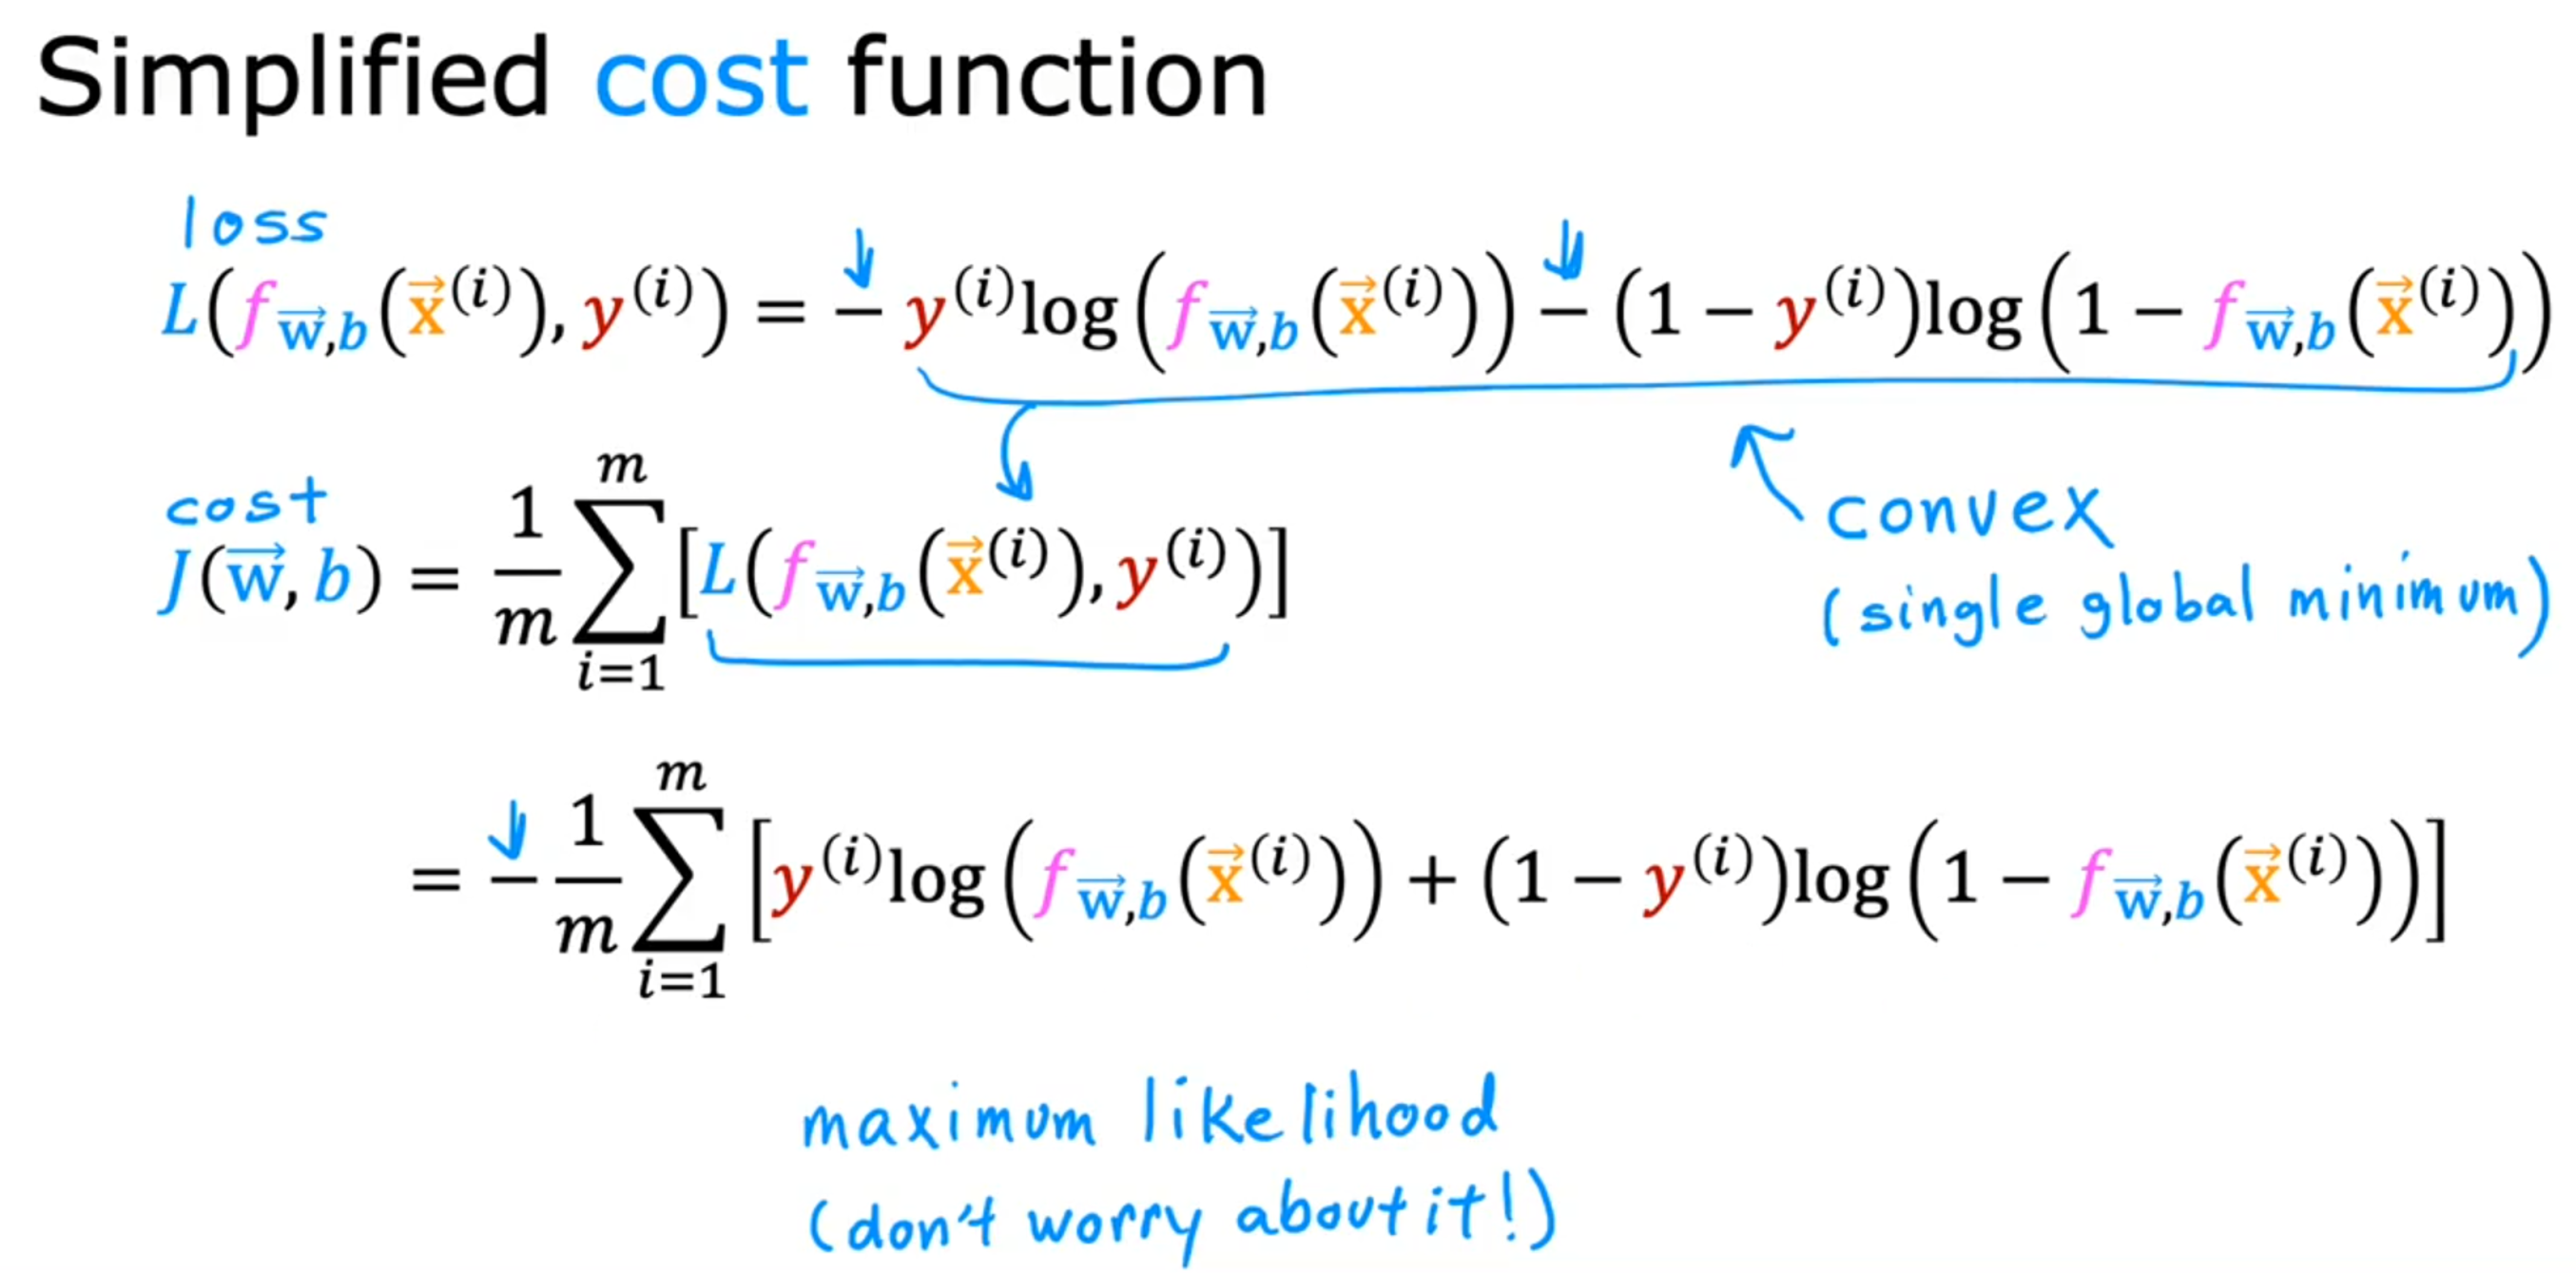 Simplified cost function
loss
L(f_{\vec{w},b}(\vec{x}^{(i)}), y^{(i)}) = − y^{(i)}log(f_{\vec{w},b}(\vec{x}^{(i)})) − (1 − y^{(i)})log(1 − f_{\vec{w},b}(\vec{x}^{(i)}))
cost
J(\vec{w}, b) = \frac{1}{m} \sum_{i=1}^{m} [L(f_{\vec{w},b}(\vec{x}^{(i)}), y^{(i)})]
convex
(single global minimum)
= − \frac{1}{m} \sum_{i=1}^{m} [y^{(i)}log(f_{\vec{w},b}(\vec{x}^{(i)})) + (1 − y^{(i)})log(1 − f_{\vec{w},b}(\vec{x}^{(i)}))]
maximum likelihood
(don't worry about it!)